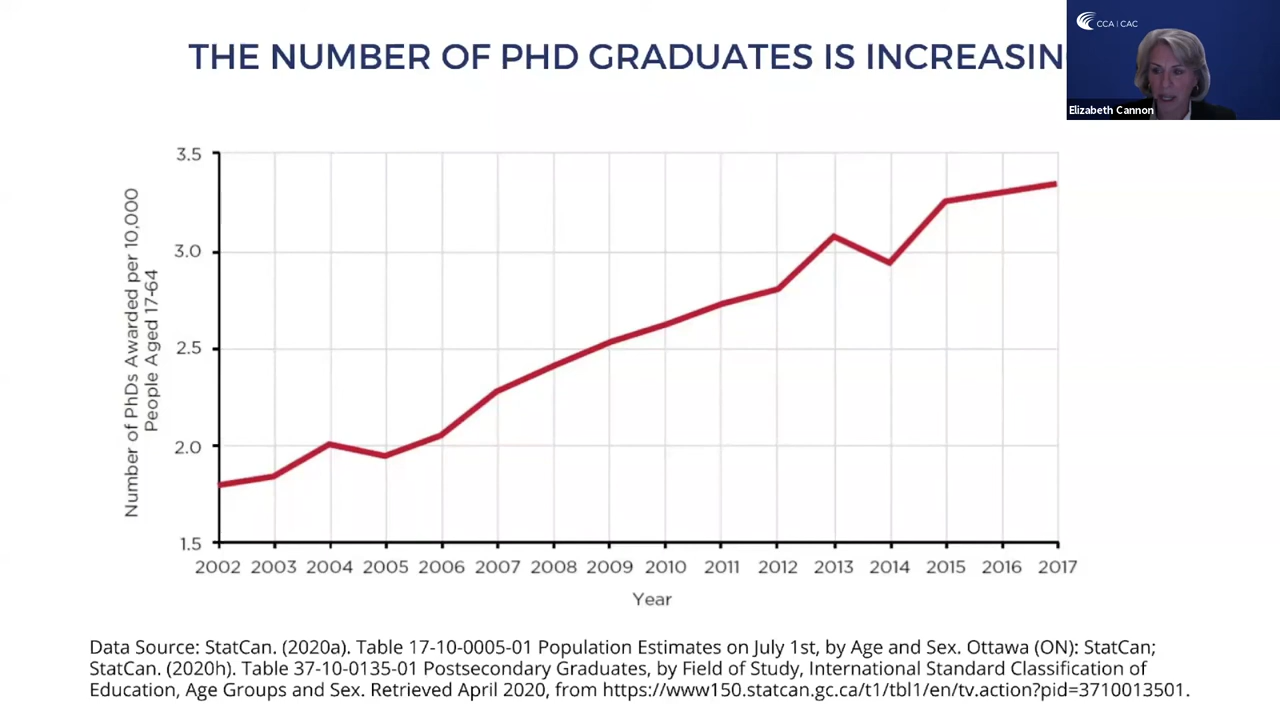 THE NUMBER OF PHD GRADUATES IS INCREASIN
CCA | CAC
Elizabeth Cannon
Number of PhDs Awarded per 10,000
People Aged 17-64
3.5
3.0
2.5
2.0
1.5
2002 2003 2004 2005 2006 2007 2008 2009 2010 2011 2012 2013 2014 2015 2016 2017
Year
Data Source: StatCan. (2020a). Table 17-10-0005-01 Population Estimates on July 1st, by Age and Sex. Ottawa (ON): StatCan;
StatCan. (2020h). Table 37-10-0135-01 Postsecondary Graduates, by Field of Study, International Standard Classification of
Education, Age Groups and Sex. Retrieved April 2020, from https://www150.statcan.gc.ca/t1/tbl1/en/tv.action?pid=3710013501.